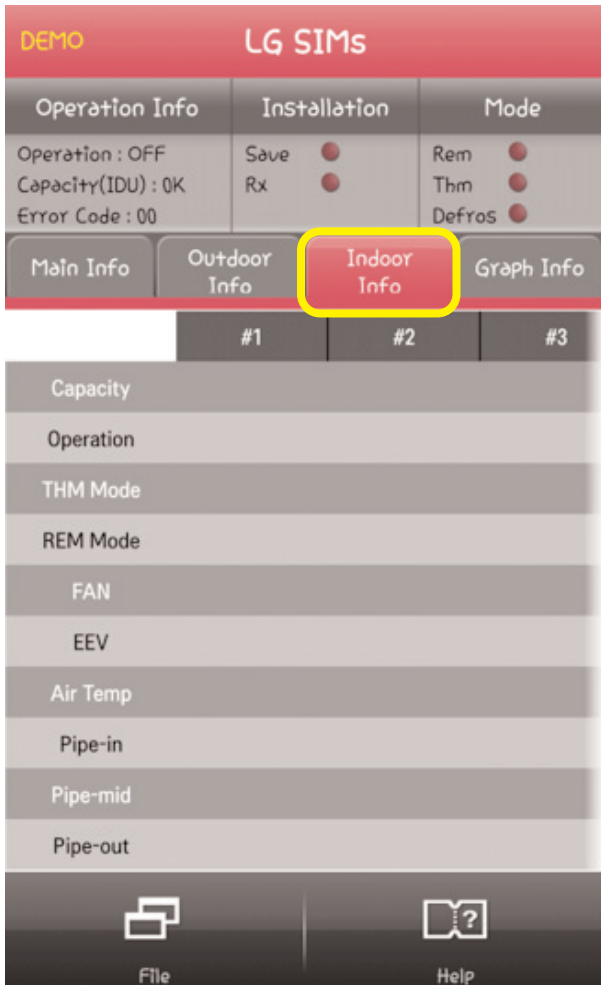 DEMO LG SIMs
Operation Info Installation Mode
Operation : OFF Save Rem
Capacity(IDU) : 0K Rx Thm
Error Code : 00 Defros
Main Info Outdoor Info Indoor Info Graph Info
#1 #2 #3
Capacity
Operation
THM Mode
REM Mode
FAN
EEV
Air Temp
Pipe-in
Pipe-mid
Pipe-out
File Help